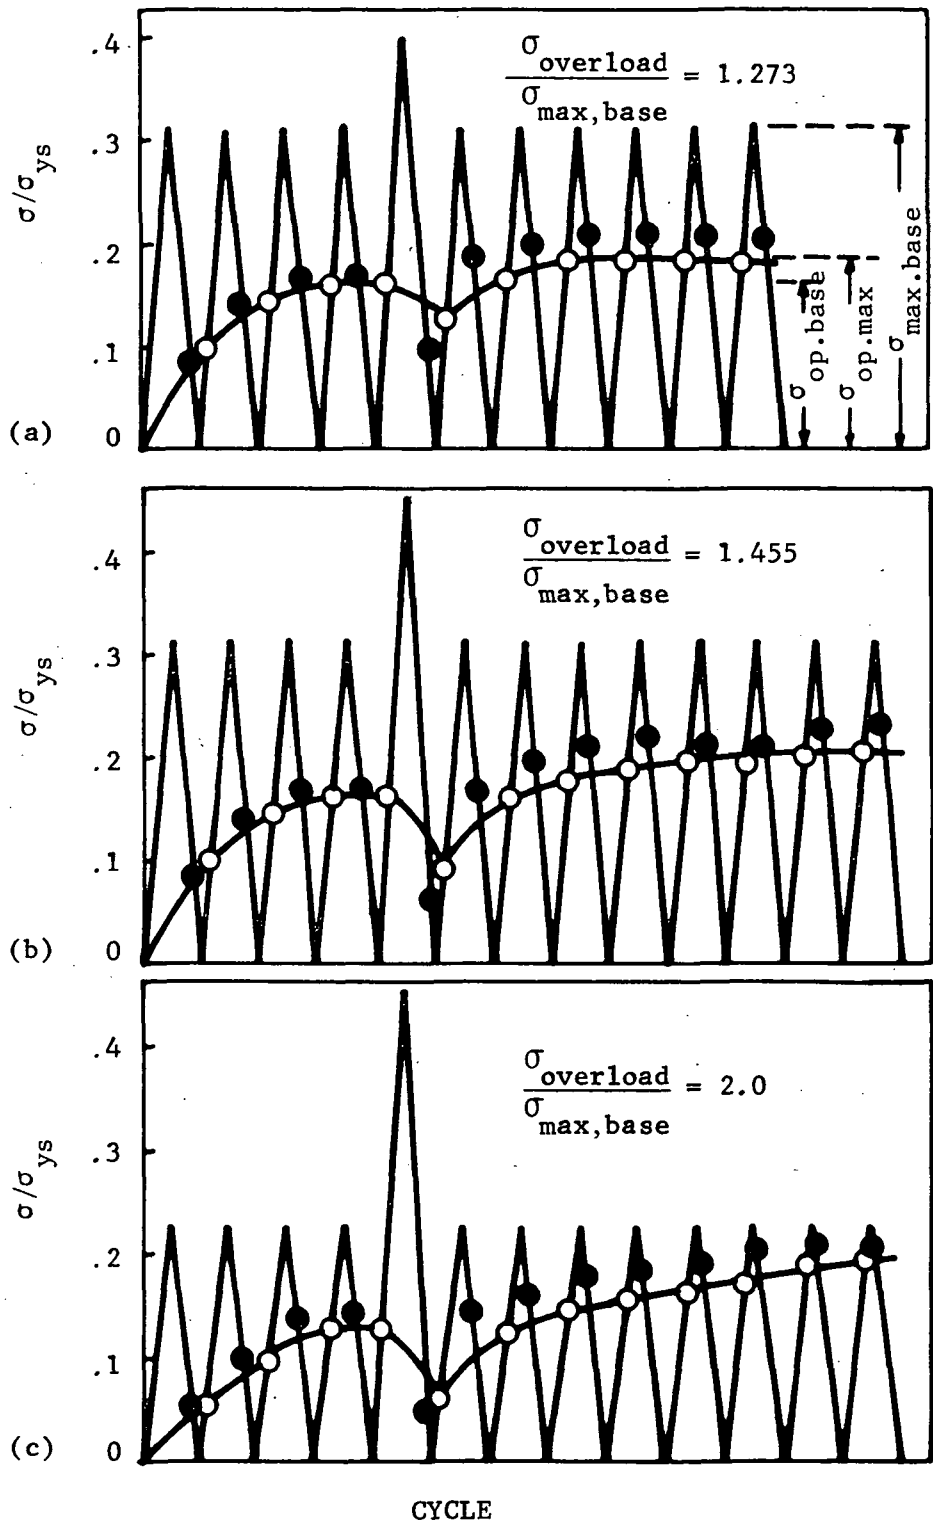 .4
.3
.2
.1
0
σ/σys
(a)
σoverload
σmax,base
= 1.273
σop.base
σop.max
σmax.base
.4
.3
.2
.1
0
σ/σys
(b)
σoverload
σmax,base
= 1.455
.4
.3
.2
.1
0
σ/σys
(c)
σoverload
σmax,base
= 2.0
CYCLE